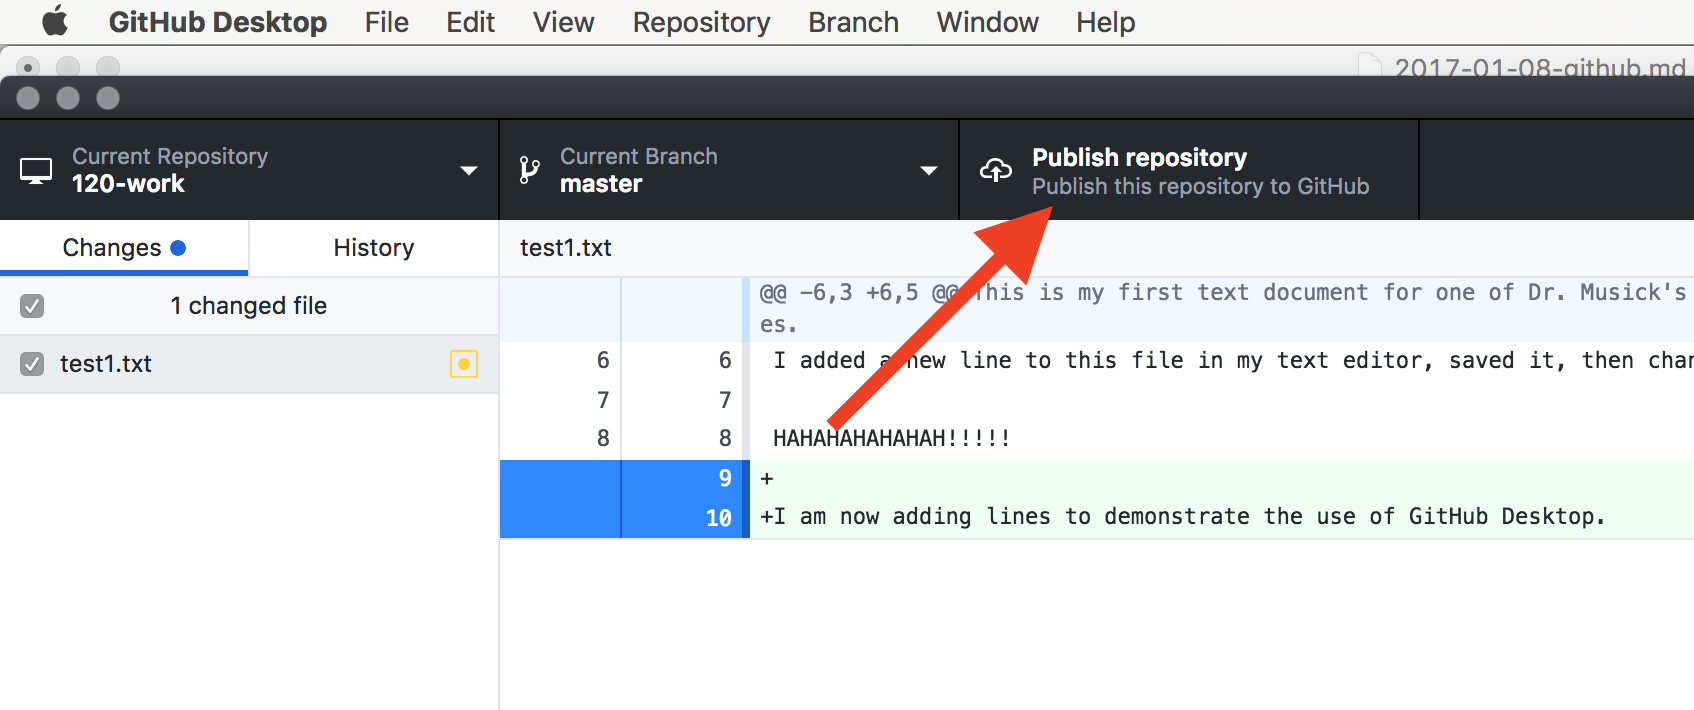 GitHub Desktop File Edit View Repository Branch Window Help
2017-01-08-github.md
Current Repository
120-work
Current Branch
master
Publish repository
Publish this repository to GitHub
Changes History
test1.txt
1 changed file
test1.txt
@@ -6,3 +6,5 @@ This is my first text document for one of Dr. Musick's
es.
6 6 I added a new line to this file in my text editor, saved it, then
7 7
8 8 HAHAHAHAHAHAH!!!!!
9 +
10 +I am now adding lines to demonstrate the use of GitHub Desktop.